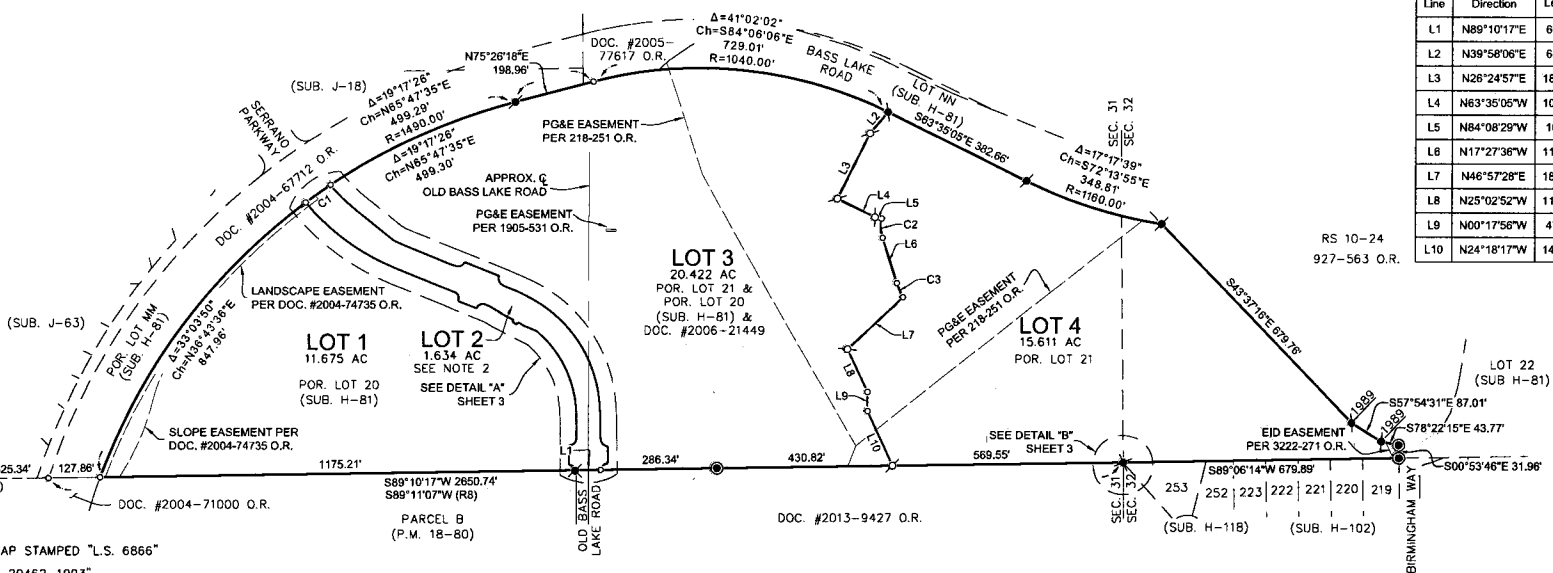 Δ=41°02'02"
Ch=S84°06'06"E
729.01'
R=1040.00'
DOC. #2005-
77617 O.R.
N75°26'18"E
198.96'
BASS LAKE
ROAD
LOT NN
(SUB. H-81)
(SUB. J-18)
Δ=19°17'26"
Ch=N65°47'35"E
499.29'
R=1490.00'
Δ=19°17'26"
Ch=N65°47'35"E
499.30'
SERRANO
PARKWAY
DOC. #2004-67712 O.R.
PG&E EASEMENT
PER 218-251 O.R.
APPROX. ℄
OLD BASS LAKE ROAD
PG&E EASEMENT
PER 1905-531 O.R.
L2
L3
L4
L5
C2
L6
C3
L7
L8
L9
L10
S63°35'05"E 382.66'
SEC. 31
SEC. 32
Δ=17°17'39"
Ch=S72°13'55"E
348.81'
R=1160.00'
Line Direction
L1 N89°10'17"E 6
L2 N39°58'06"E 6
L3 N26°24'57"E 18
L4 N63°35'05"W 10
L5 N84°08'29"W 1
L6 N17°27'36"W 11
L7 N46°57'28"E 18
L8 N25°02'52"W 11
L9 N00°17'56"W 4
L10 N24°18'17"W 14
RS 10-24
927-563 O.R.
C1
LANDSCAPE EASEMENT
PER DOC. #2004-74735 O.R.
(SUB. J-63)
POR. LOT MM
(SUB. H-81)
Δ=33°03'50"
Ch=N36°43'36"E
847.96'
LOT 1
11.675 AC
POR. LOT 20
(SUB. H-81)
LOT 2
1.634 AC
SEE NOTE 2
SEE DETAIL "A"
SHEET 3
LOT 3
20.422 AC
POR. LOT 21 &
POR. LOT 20
(SUB. H-81) &
DOC. #2006-21449
PG&E EASEMENT
PER 218-251 O.R.
LOT 4
15.611 AC
POR. LOT 21
S43°37'16"E 679.76'
LOT 22
(SUB H-81)
1989
S57°54'31"E 87.01'
1989
S78°22'15"E 43.77'
EID EASEMENT
PER 3222-271 O.R.
S00°53'46"E 31.96'
SLOPE EASEMENT PER
DOC. #2004-74735 O.R.
SEE DETAIL "B"
SHEET 3
L1
25.34'
127.86'
1175.21'
286.34'
430.82'
569.55'
S89°06'14"W 679.89'
S89°10'17"W 2650.74'
S89°11'07"W (R8)
DOC. #2004-71000 O.R.
PARCEL B
(P.M. 18-80)
OLD BASS
LAKE ROAD
DOC. #2013-9427 O.R.
SEC. 31
SEC. 32
253 252 223 222 221 220 219
(SUB. H-118)
(SUB. H-102)
BIRMINGHAM WAY
AP STAMPED "L.S. 6866"